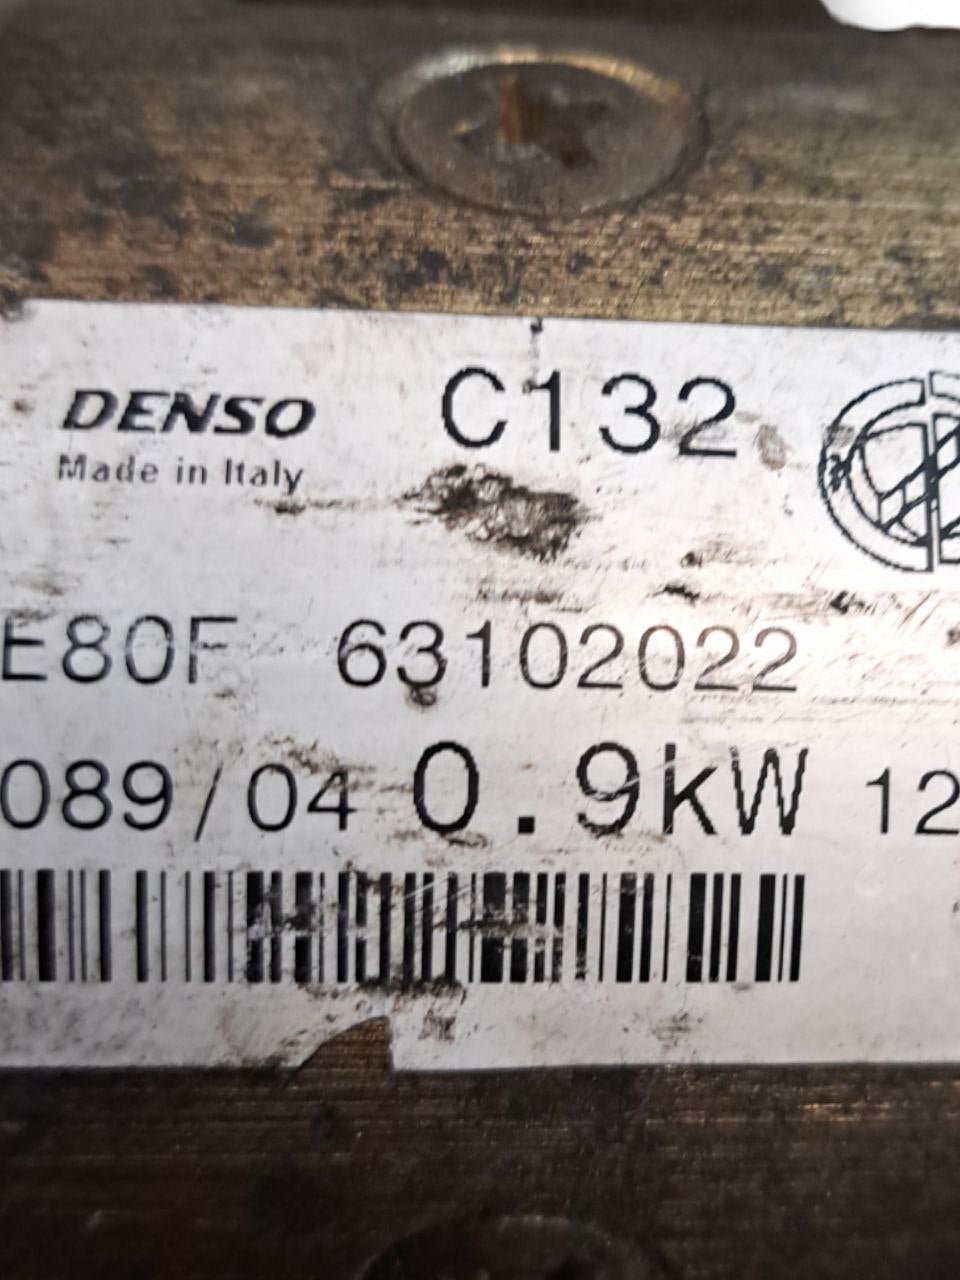 DENSO C132
Made in Italy
E80F 63102022
089/04 0.9kW 12